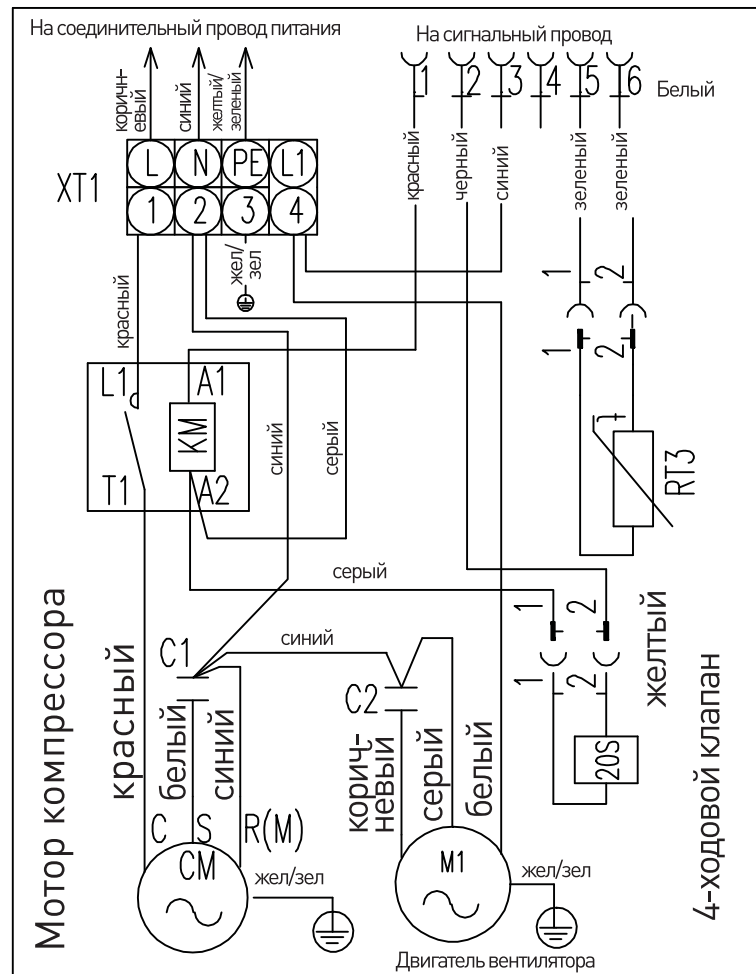 На соединительный провод питания
На сигнальный провод
коричн-
евый
синий
желтый/
зеленый
1 2 3 4 5 6
Белый
XT1
L N PE L1
1 2 3 4
красный
черный
синий
зеленый
зеленый
жел/
зел
красный
1 2
1 2
L1 A1
KM
T1 A2
синий
серый
RT3
серый
1 2
1 2
желтый
20S
4-ходовой клапан
Мотор компрессора
C1
синий
C2
красный
белый
синий
корич-
невый
серый
белый
C S R(M)
CM
жел/зел
M1
жел/зел
Двигатель вентилятора